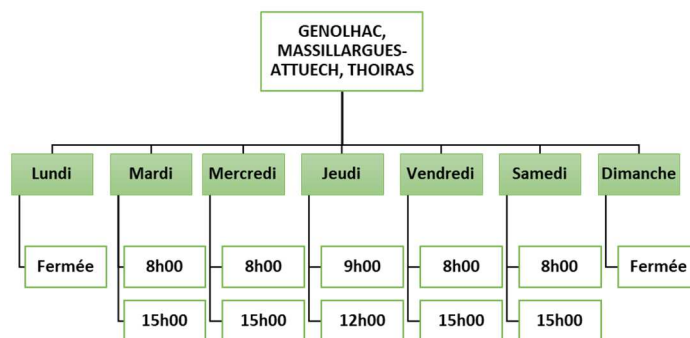 GENOLHAC,
MASSILLARGUES-
ATTUECH, THOIRAS
Lundi Mardi Mercredi Jeudi Vendredi Samedi Dimanche
Fermée 8h00 8h00 9h00 8h00 8h00 Fermée
15h00 15h00 12h00 15h00 15h00